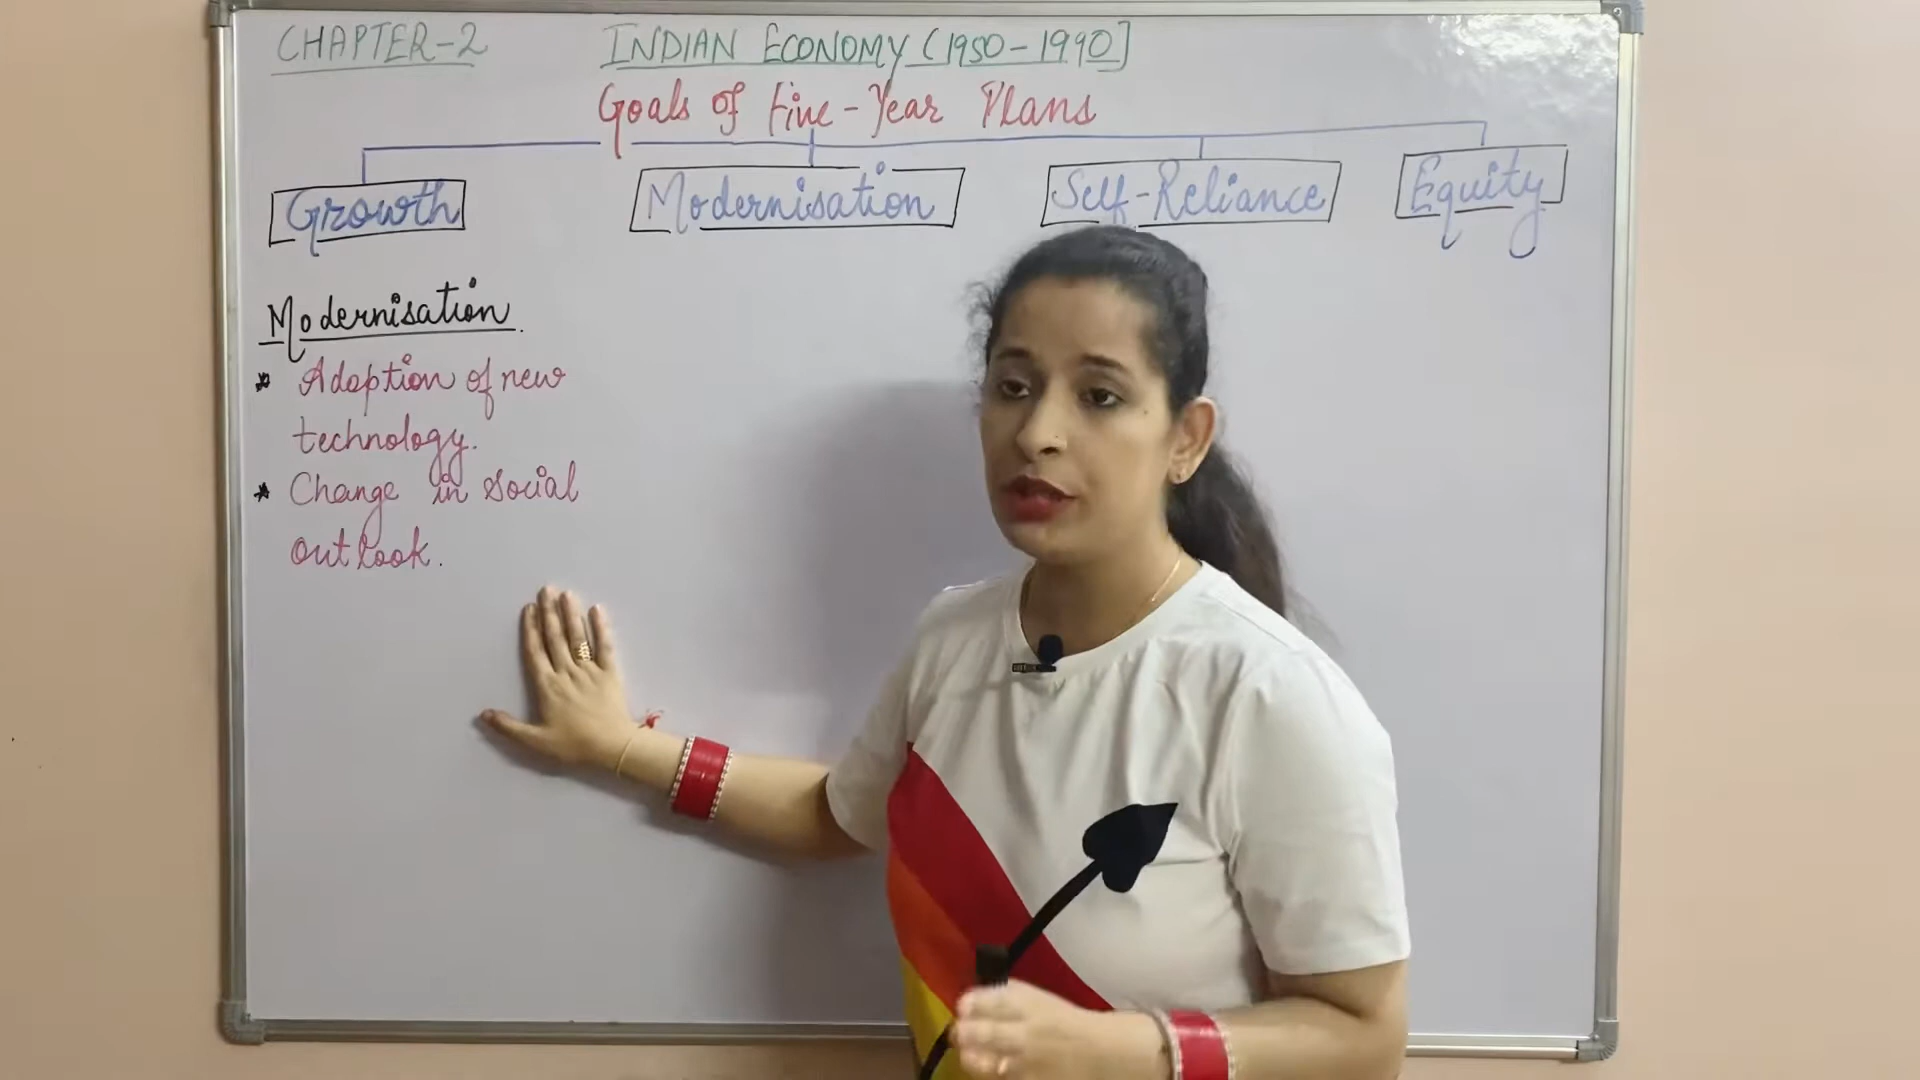 CHAPTER-2 INDIAN ECONOMY (1950-1990]
Goals of Five-Year Plans
Growth Modernisation Self-Reliance Equity
Modernisation
* Adoption of new
technology.
* Change in social
outlook.